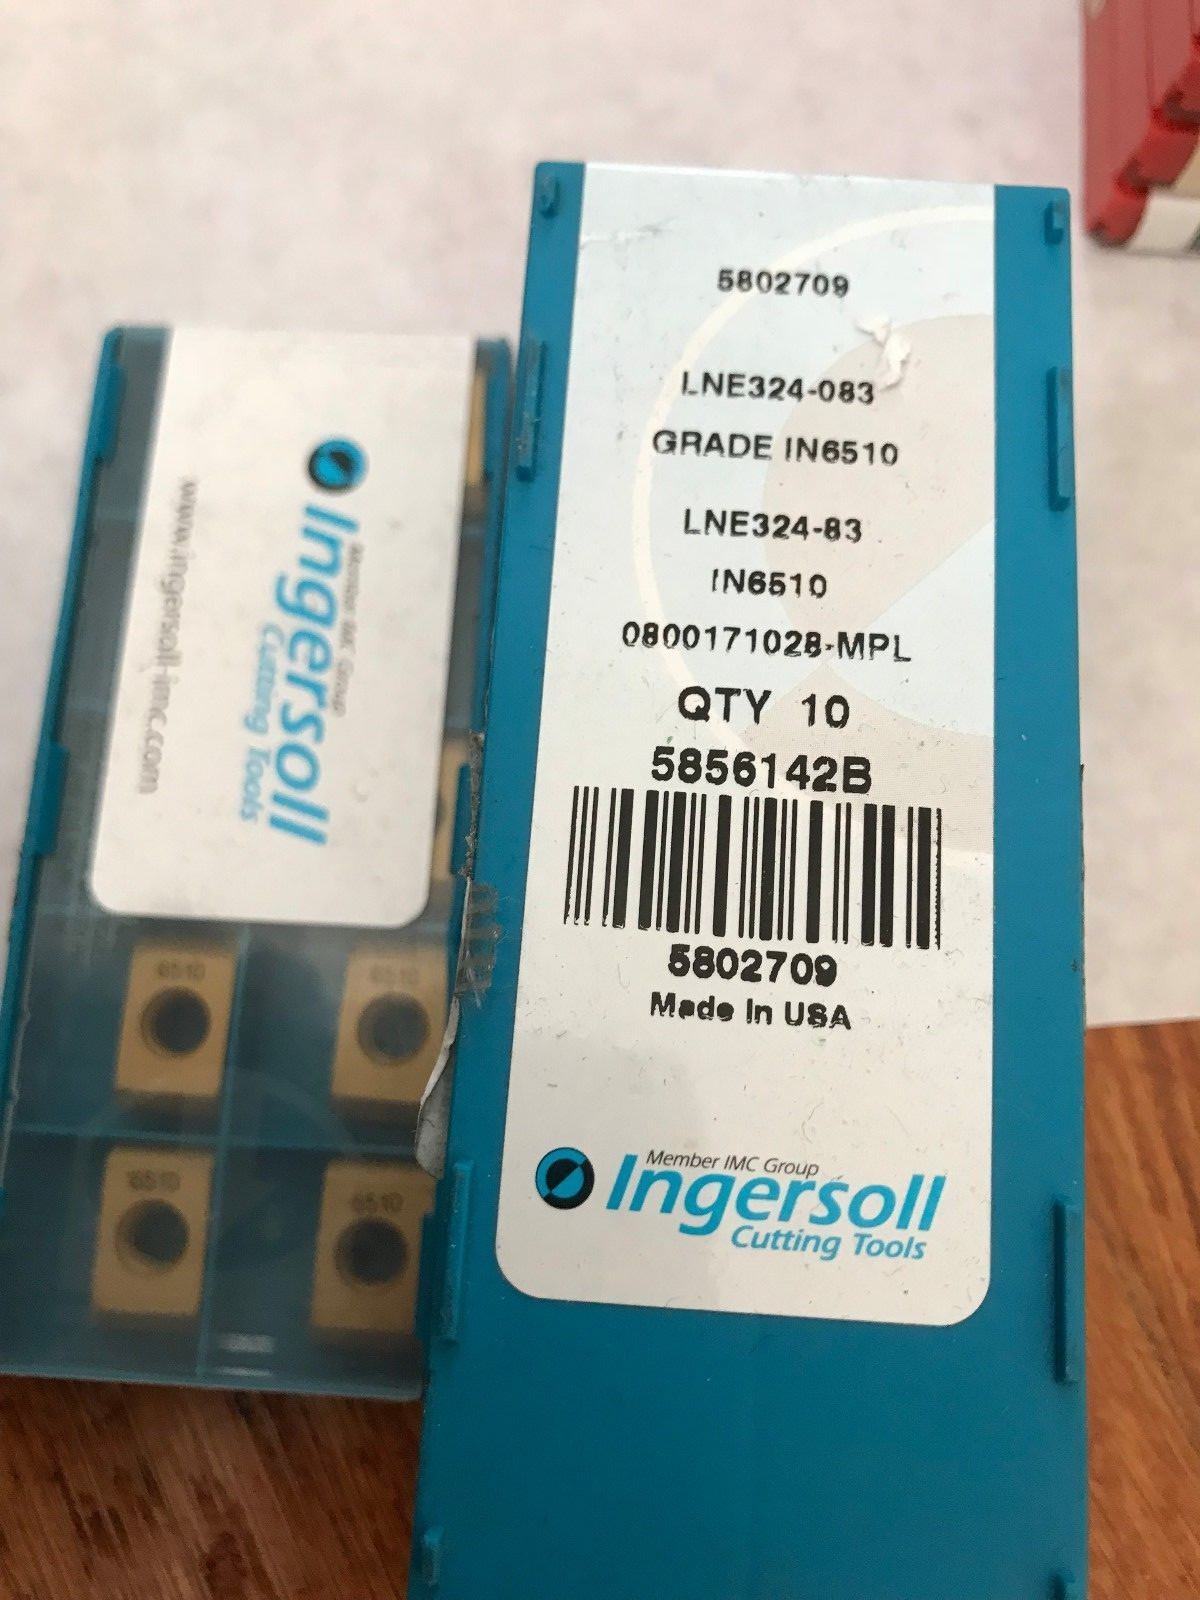 5802709
LNE324-083
GRADE IN6510
LNE324-83
IN6510
0800171028-MPL
QTY 10
5856142B
5802709
Made In USA
Member IMC Group
Ingersoll
Cutting Tools
Member IMC Group
Ingersoll
Cutting Tools
www.ingersoll-imc.com
6510
6510
6510
6510